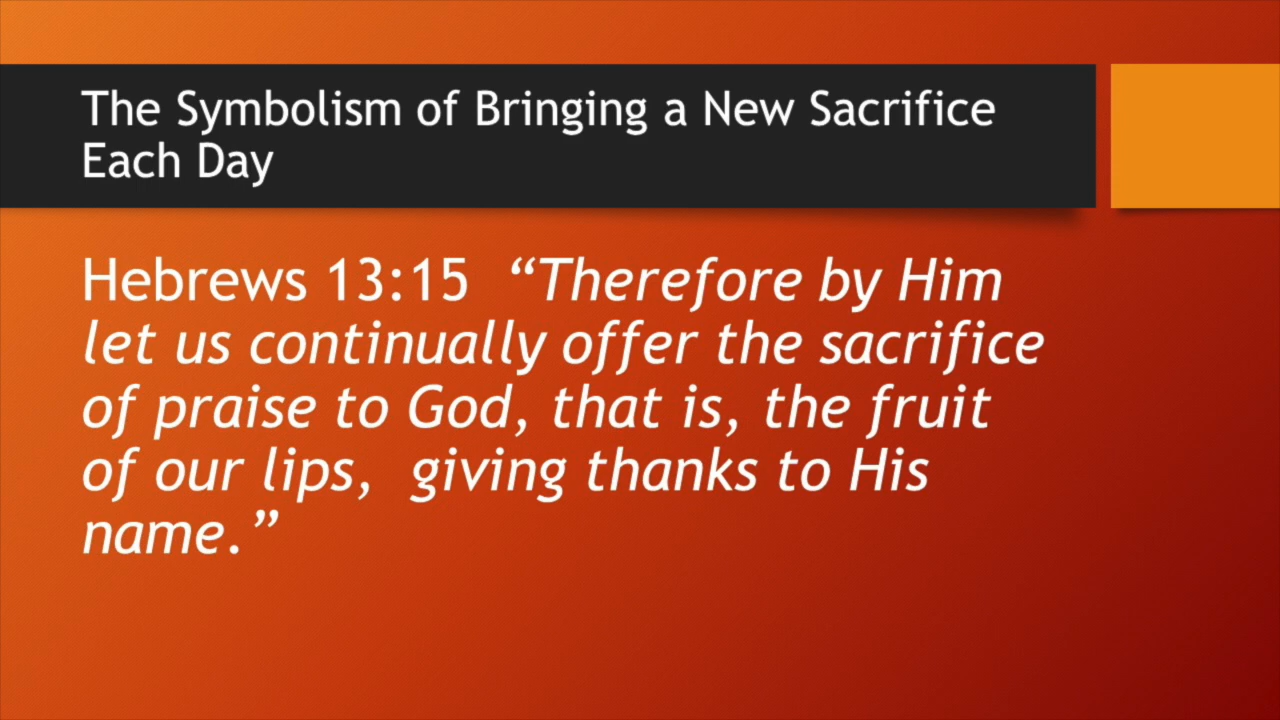 The Symbolism of Bringing a New Sacrifice
Each Day
Hebrews 13:15  “Therefore by Him
let us continually offer the sacrifice
of praise to God, that is, the fruit
of our lips,  giving thanks to His
name.”